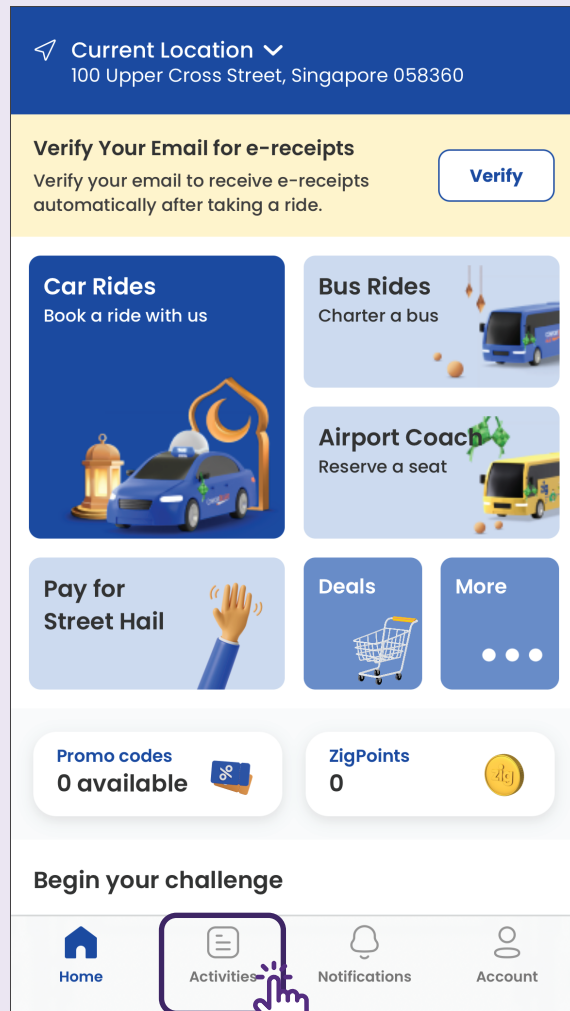 Current Location
100 Upper Cross Street, Singapore 058360
Verify Your Email for e-receipts
Verify your email to receive e-receipts
automatically after taking a ride.
Verify
Car Rides
Book a ride with us
Bus Rides
Charter a bus
Airport Coach
Reserve a seat
Pay for
Street Hail
Deals
More
Promo codes
0 available
%
ZigPoints
0
zig
Begin your challenge
Home
Activities
Notifications
Account